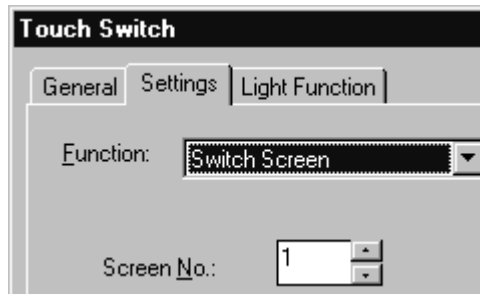 Touch Switch
General Settings Light Function
Function: Switch Screen
Screen No.: 1